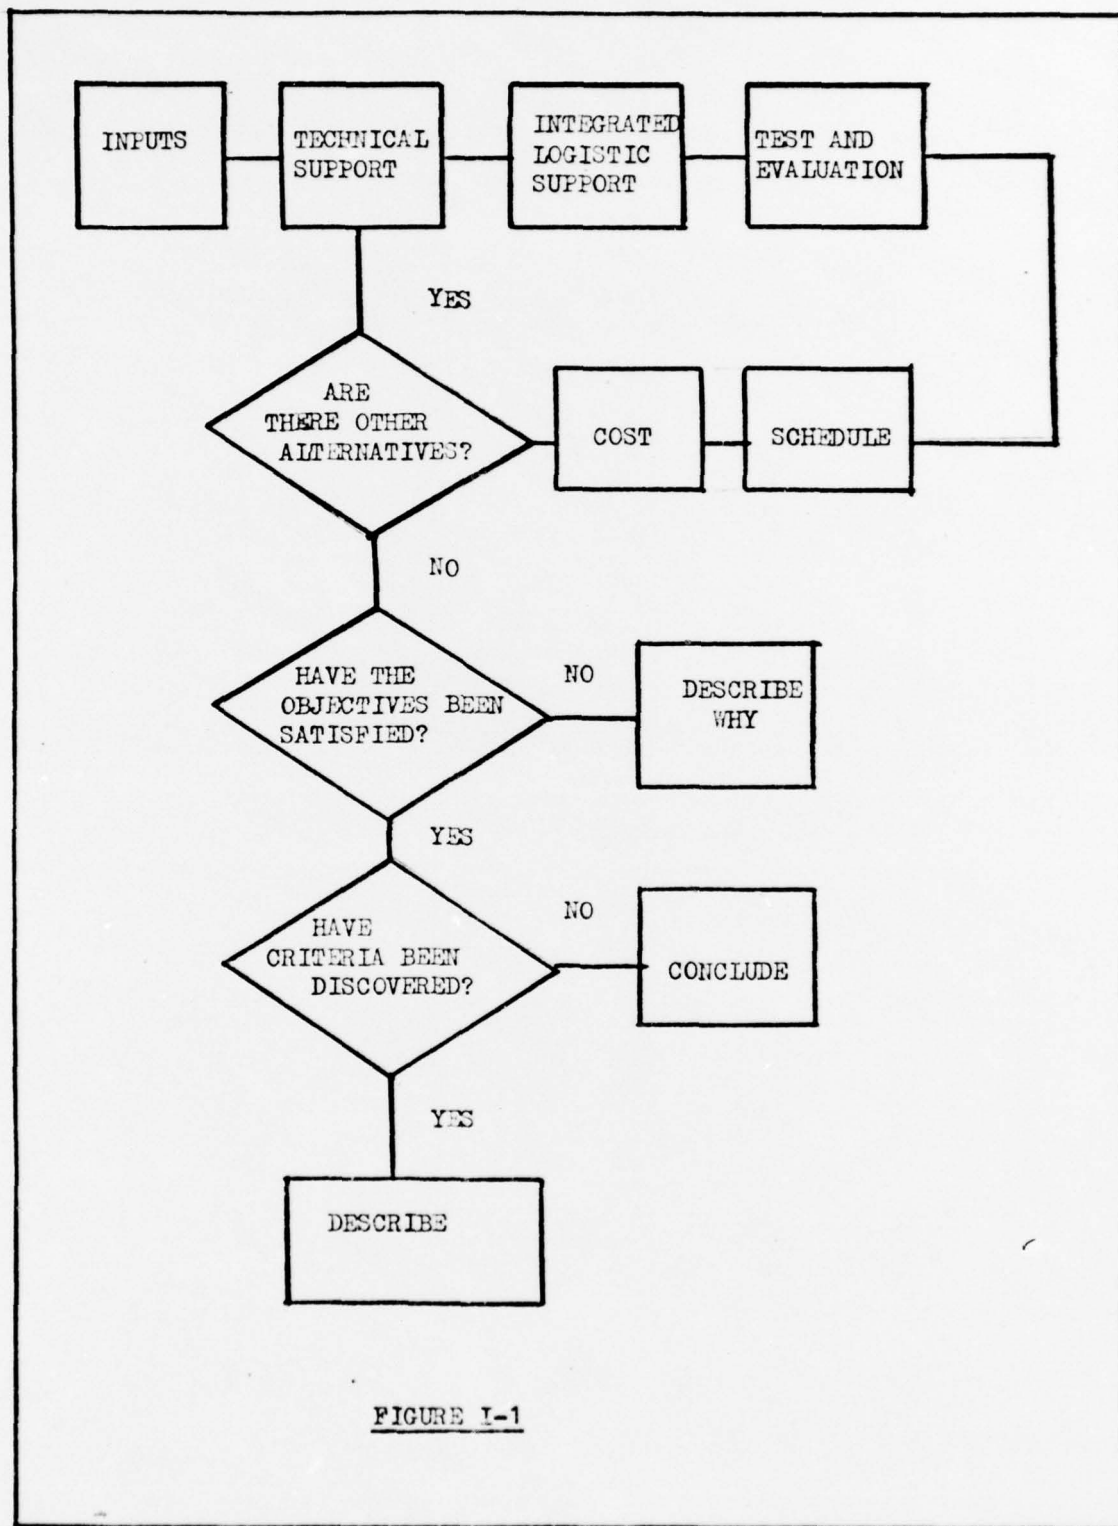 INPUTS
TECHNICAL
SUPPORT
INTEGRATED
LOGISTIC
SUPPORT
TEST AND
EVALUATION
YES
ARE
THERE OTHER
ALTERNATIVES?
COST
SCHEDULE
NO
HAVE THE
OBJECTIVES BEEN
SATISFIED?
NO
DESCRIBE
WHY
YES
HAVE
CRITERIA BEEN
DISCOVERED?
NO
CONCLUDE
YES
DESCRIBE
FIGURE I-1